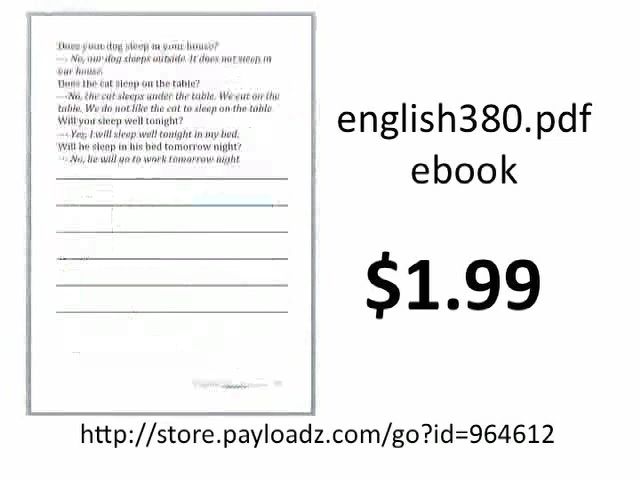 Does your dog sleep in your house?
— No, our dog sleeps outside. It does not sleep in
our house.
Does the cat sleep on the table?
—No, the cat sleeps under the table. We eat on the
table. We do not like the cat to sleep on the table.
Will you sleep well tonight?
— Yes, I will sleep well tonight in my bed.
Will he sleep in his bed tomorrow night?
— No, he will go to work tomorrow night
english380.pdf
ebook
$1.99
http://store.payloadz.com/go?id=964612